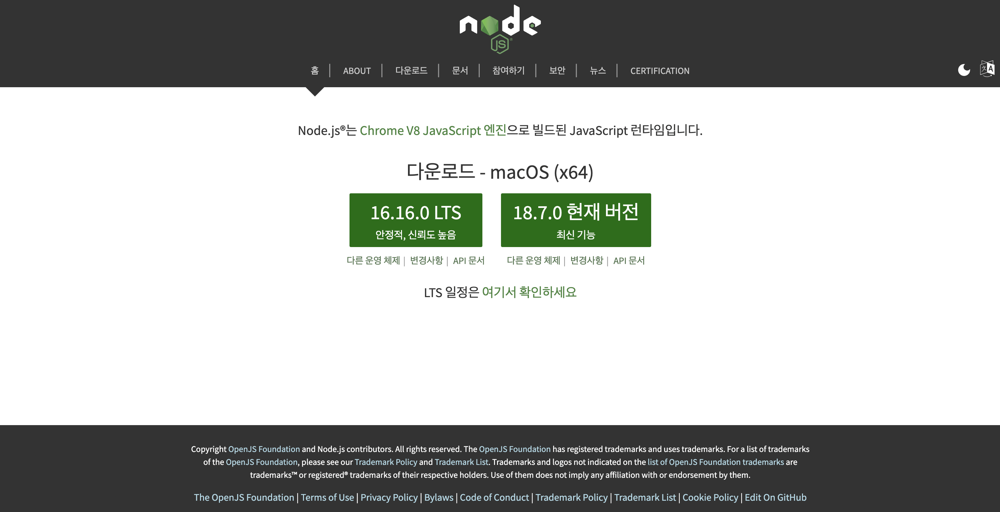 node
JS®
홈 | ABOUT | 다운로드 | 문서 | 참여하기 | 보안 | 뉴스 | CERTIFICATION
Node.js®는 Chrome V8 JavaScript 엔진으로 빌드된 JavaScript 런타임입니다.
다운로드 - macOS (x64)
16.16.0 LTS
안정적, 신뢰도 높음
18.7.0 현재 버전
최신 기능
다른 운영 체제 | 변경사항 | API 문서
다른 운영 체제 | 변경사항 | API 문서
LTS 일정은 여기서 확인하세요
Copyright OpenJS Foundation and Node.js contributors. All rights reserved. The OpenJS Foundation has registered trademarks and uses trademarks. For a list of trademarks
of the OpenJS Foundation, please see our Trademark Policy and Trademark List. Trademarks and logos not indicated on the list of OpenJS Foundation trademarks are
trademarks™ or registered® trademarks of their respective holders. Use of them does not imply any affiliation with or endorsement by them.
The OpenJS Foundation | Terms of Use | Privacy Policy | Bylaws | Code of Conduct | Trademark Policy | Trademark List | Cookie Policy | Edit On GitHub